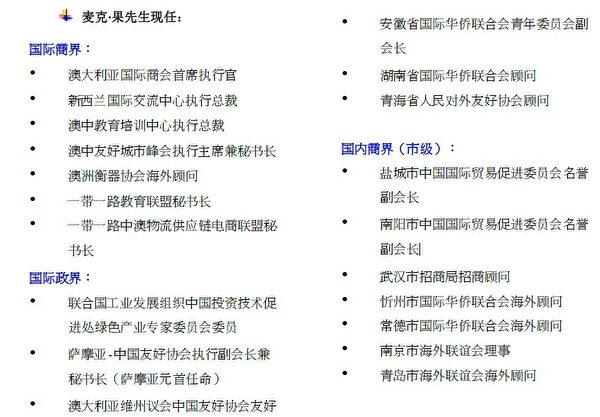 麦克·果先生现任：
国际商界：
• 澳大利亚国际商会首席执行官
• 新西兰国际交流中心执行总裁
• 澳中教育培训中心执行总裁
• 澳中友好城市峰会执行主席兼秘书长
• 澳洲衡器协会海外顾问
• 一带一路教育联盟秘书长
• 一带一路中澳物流供应链电商联盟秘
书长
国际政界：
• 联合国工业发展组织中国投资技术促
进处绿色产业专家委员会委员
• 萨摩亚-中国友好协会执行副会长兼
秘书长（萨摩亚元首任命）
• 澳大利亚维州议会中国友好协会友好
• 安徽省国际华侨联合会青年委员会副
会长
• 湖南省国际华侨联合会顾问
• 青海省人民对外友好协会顾问
国内商界（市级）：
• 盐城市中国国际贸易促进委员会名誉
副会长
• 南阳市中国国际贸易促进委员会名誉
副会长
• 武汉市招商局招商顾问
• 忻州市国际华侨联合会海外顾问
• 常德市国际华侨联合会海外顾问
• 南京市海外联谊会理事
• 青岛市海外联谊会海外顾问